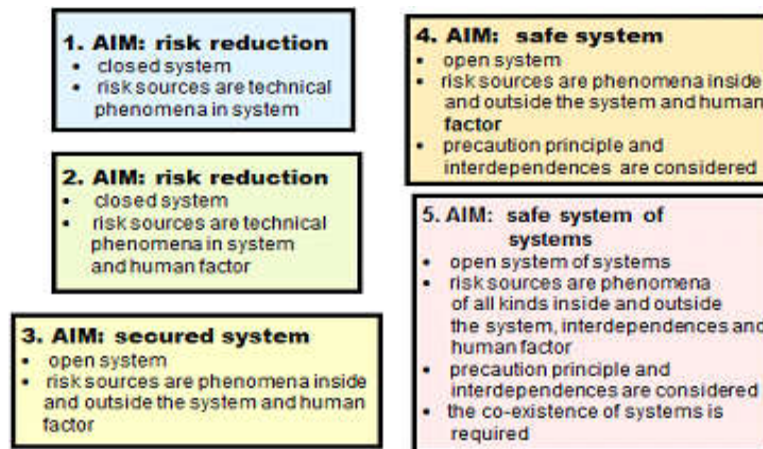 1. AIM: risk reduction
• closed system
• risk sources are technical
phenomena in system
2. AIM: risk reduction
• closed system
• risk sources are technical
phenomena in system
and human factor
3. AIM: secured system
• open system
• risk sources are phenomena inside
and outside the system and human
factor
4. AIM: safe system
• open system
• risk sources are phenomena inside
and outside the system and human
factor
• precaution principle and
interdependences are considered
5. AIM: safe system of
systems
• open system of systems
• risk sources are phenomena
of all kinds inside and outside
the system, interdependences and
human factor
• precaution principle and
interdependences are considered
• the co-existence of systems is
required